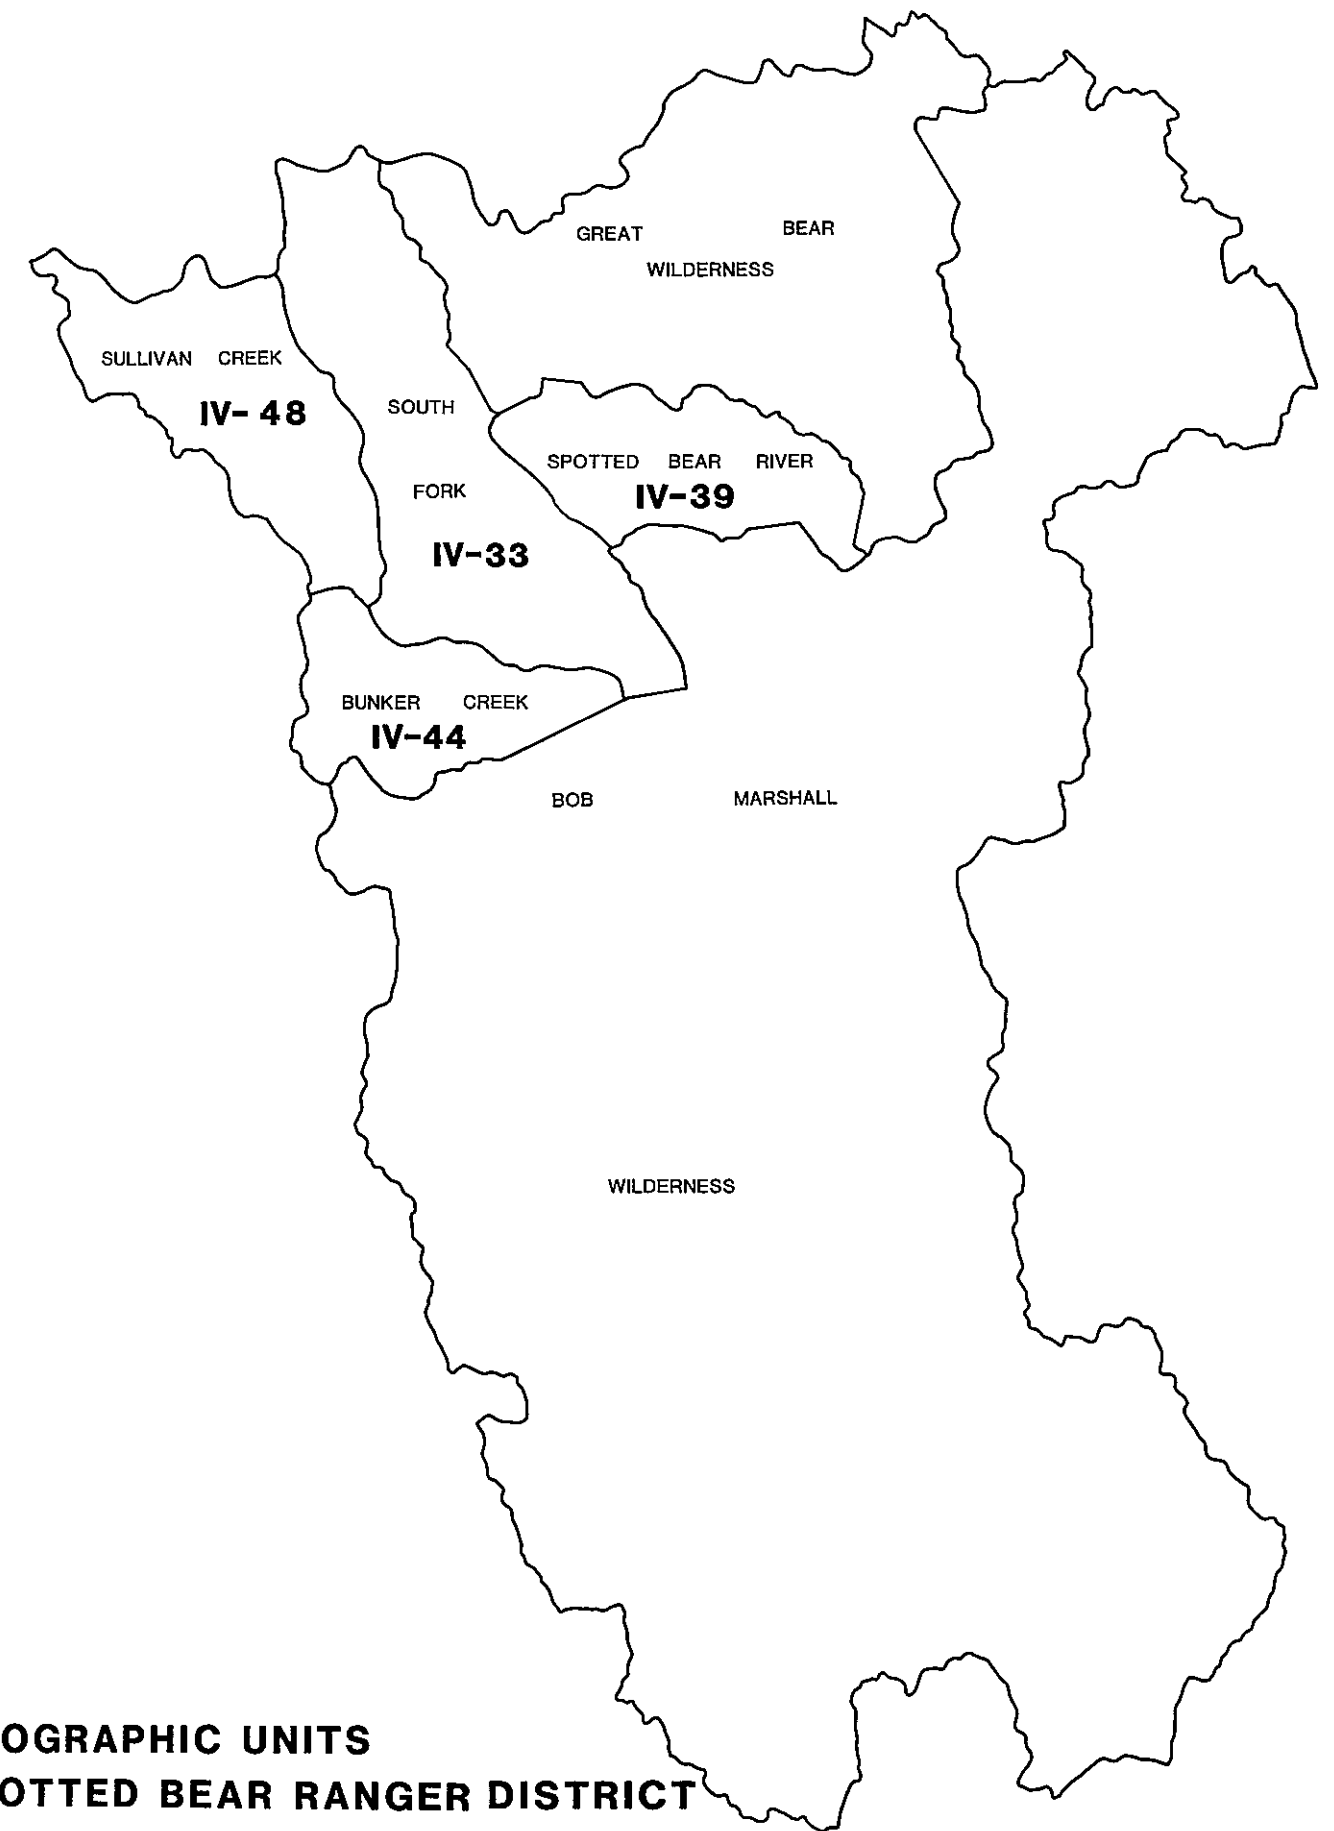 GREAT BEAR
WILDERNESS
SULLIVAN CREEK
IV- 48
SOUTH
FORK
IV-33
SPOTTED BEAR RIVER
IV-39
BUNKER CREEK
IV-44
BOB MARSHALL
WILDERNESS
OGRAPHIC UNITS
OTTED BEAR RANGER DISTRICT